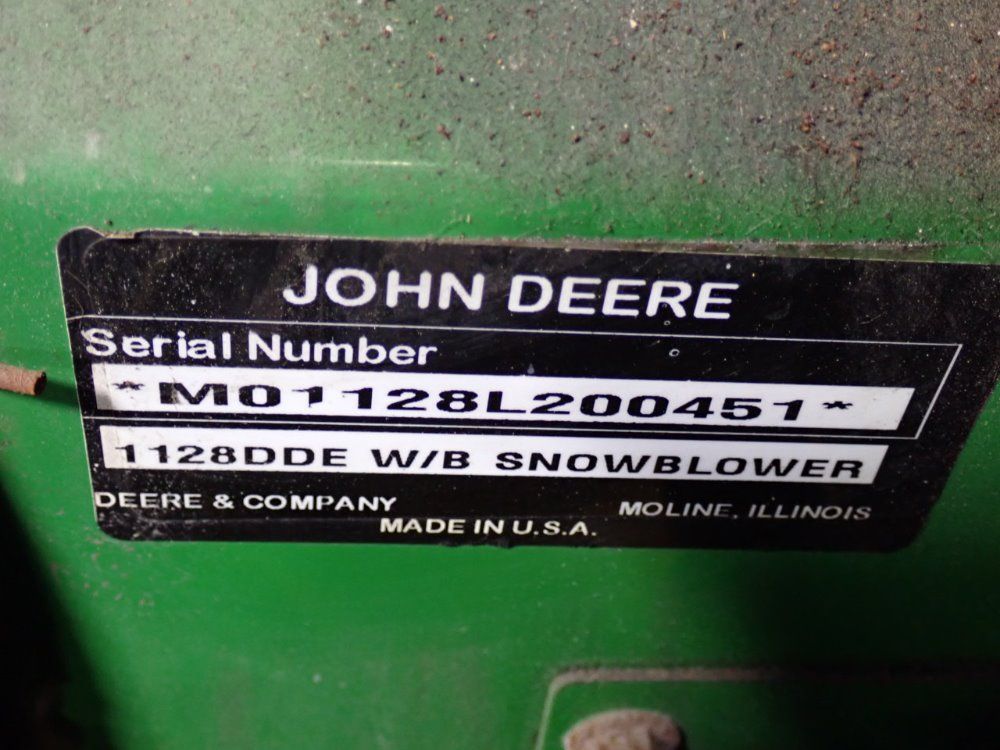 JOHN DEERE
Serial Number
*M01128L200451*
1128DDE W/B SNOWBLOWER
DEERE & COMPANY MOLINE, ILLINOIS
MADE IN U.S.A.